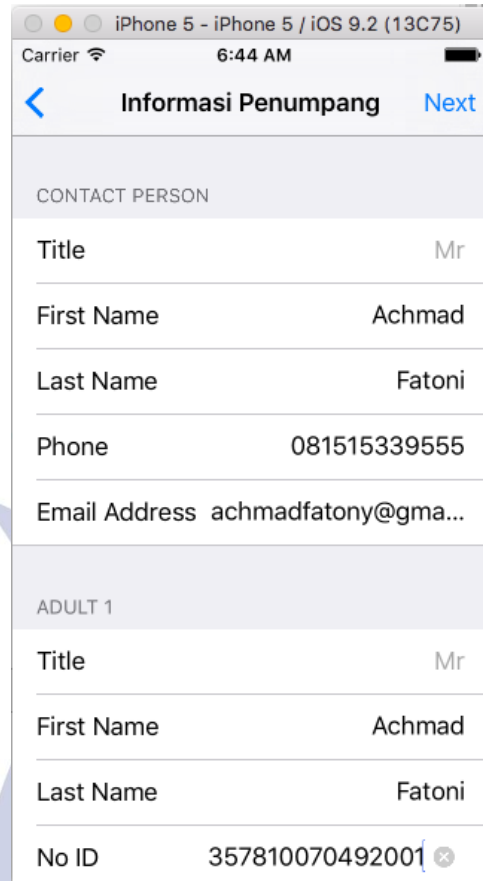 iPhone 5 - iPhone 5 / iOS 9.2 (13C75)
Carrier 6:44 AM
Informasi Penumpang Next
CONTACT PERSON
Title Mr
First Name Achmad
Last Name Fatoni
Phone 081515339555
Email Address achmadfatony@gma...
ADULT 1
Title Mr
First Name Achmad
Last Name Fatoni
No ID 357810070492001